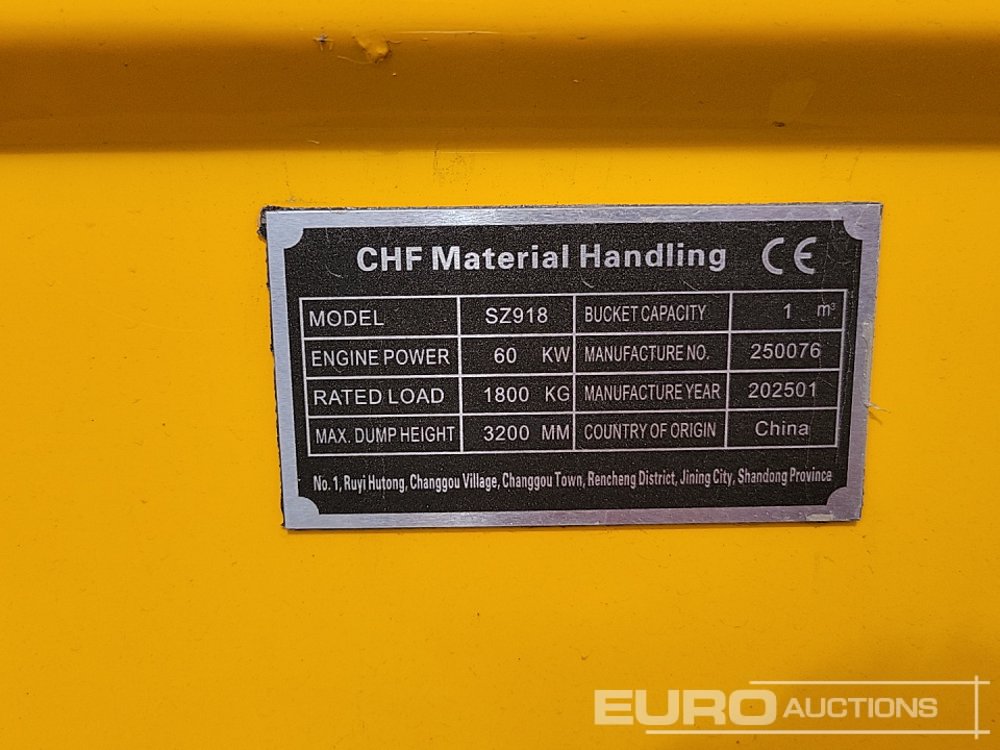 CHF Material Handling CE
MODEL SZ918 BUCKET CAPACITY 1 m³
ENGINE POWER 60 KW MANUFACTURE NO. 250076
RATED LOAD 1800 KG MANUFACTURE YEAR 202501
MAX. DUMP HEIGHT 3200 MM COUNTRY OF ORIGIN China
No. 1, Ruyi Hutong, Changgou Village, Changgou Town, Rencheng District, Jining City, Shandong Province
EURO AUCTIONS